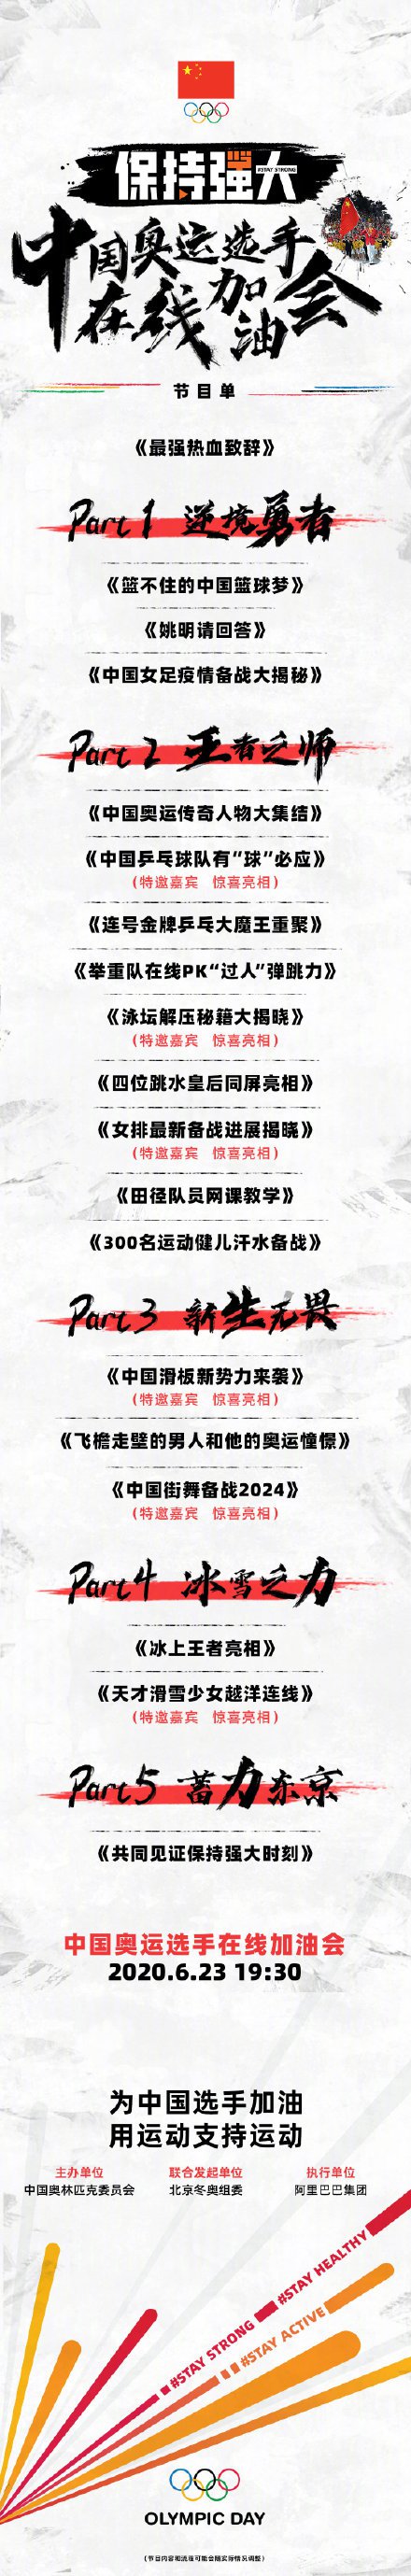 保持强大
#STAY STRONG
中国奥运选手
在线加油会
节目单
《最强热血致辞》
Part 1 逆境勇者
《篮不住的中国篮球梦》
《姚明请回答》
《中国女足疫情备战大揭秘》
Part 2 王者之师
《中国奥运传奇人物大集结》
《中国乒乓球队有“球”必应》
(特邀嘉宾 惊喜亮相)
《连号金牌乒乓大魔王重聚》
《举重队在线PK“过人”弹跳力》
《泳坛解压秘籍大揭晓》
(特邀嘉宾 惊喜亮相)
《四位跳水皇后同屏亮相》
《女排最新备战进展揭晓》
(特邀嘉宾 惊喜亮相)
《田径队员网课教学》
《300名运动健儿汗水备战》
Part 3 新生无畏
《中国滑板新势力来袭》
(特邀嘉宾 惊喜亮相)
《飞檐走壁的男人和他的奥运憧憬》
《中国街舞备战2024》
(特邀嘉宾 惊喜亮相)
Part 4 冰雪之力
《冰上王者亮相》
《天才滑雪少女越洋连线》
(特邀嘉宾 惊喜亮相)
Part 5 蓄力东京
《共同见证保持强大时刻》
中国奥运选手在线加油会
2020.6.23 19:30
为中国选手加油
用运动支持运动
主办单位 联合发起单位 执行单位
中国奥林匹克委员会 北京冬奥组委 阿里巴巴集团
#STAY HEALTHY
#STAY STRONG
#STAY ACTIVE
OLYMPIC DAY
(节目内容和流程可能会随实际情况调整)